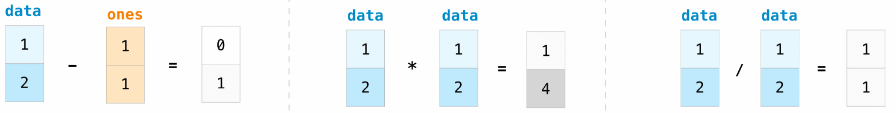 data ones data data data data
1 - 1 = 0 1 * 1 = 1 1 / 1 = 1
2 1 1 2 2 4 2 2 1